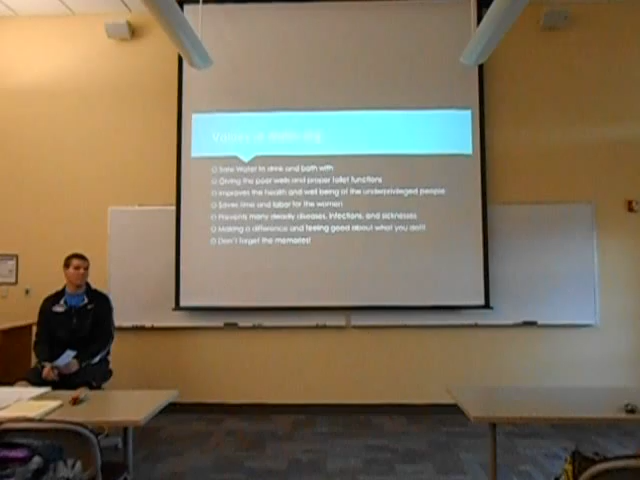 Safe Water to drink and bath with
Giving the poor wells and proper toilet functions
Improves the health and well being of the underprivileged people
Saves time and labor for the women
Prevents many deadly diseases, infections, and sicknesses
Making a difference and feeling good about what you do!!!
Don't forget the memories!